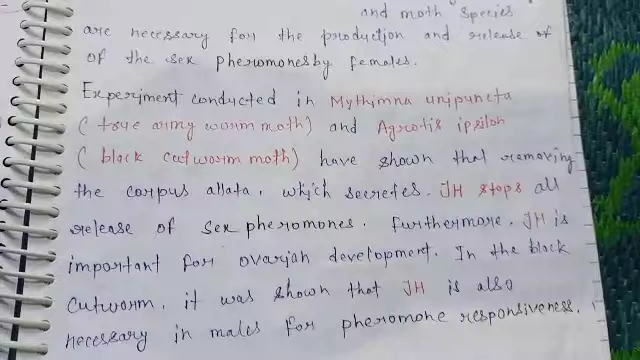 and moth species
are necessary for the production and release of
of the sex pheromones by females.
Experiment conducted in Mythimna unipuncta
(true army worm moth) and Agrotis ipsilon
(black cutworm moth) have shown that removing
the corpus allata, which secretes. JH stops all
release of sex pheromones. Furthermore, JH is
important for ovarian development. In the black
cutworm, it was shown that JH is also
necessary in males for pheromone responsiveness.